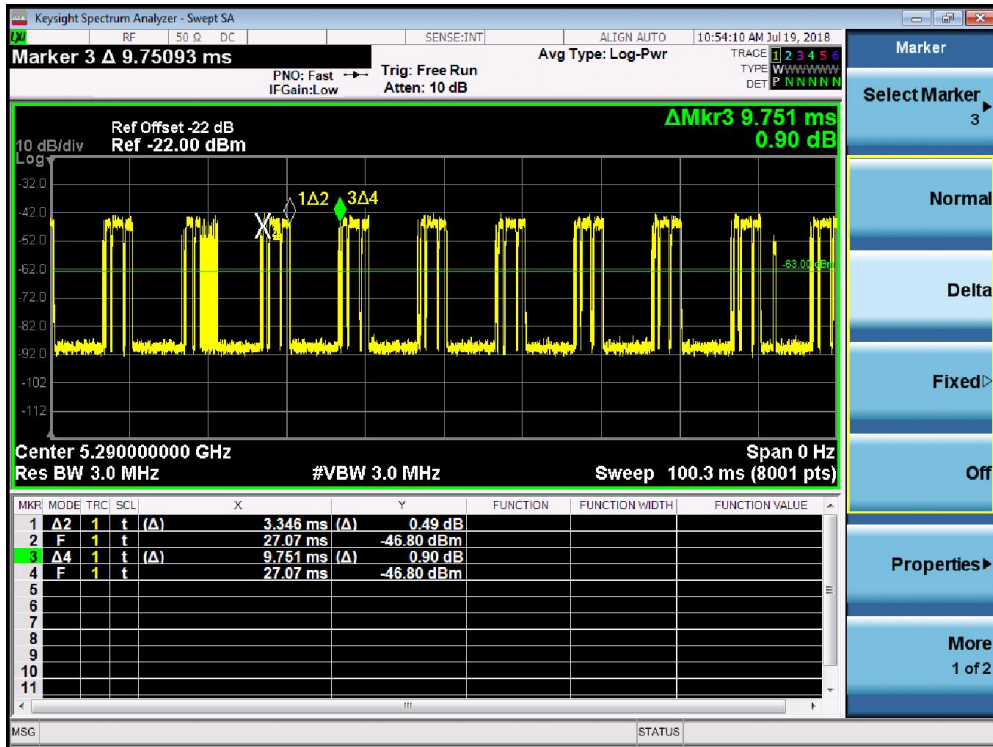 Keysight Spectrum Analyzer - Swept SA
LXI RF 50 Ω DC SENSE:INT ALIGN AUTO 10:54:10 AM Jul 19, 2018
Marker 3 Δ 9.75093 ms
PNO: Fast
IFGain:Low
Trig: Free Run
Atten: 10 dB
Avg Type: Log-Pwr
TRACE 1 2 3 4 5 6
TYPE WWWWWW
DET P N N N N N
Marker
Select Marker
3
Normal
Delta
Fixed
Off
Properties
More
1 of 2
ΔMkr3 9.751 ms
0.90 dB
Ref Offset -22 dB
Ref -22.00 dBm
10 dB/div
Log
-32.0
-42.0
-52.0
-62.0
-72.0
-82.0
-92.0
-102
-112
1Δ2 3Δ4
-63.00 dBm
Center 5.290000000 GHz Span 0 Hz
Res BW 3.0 MHz #VBW 3.0 MHz Sweep 100.3 ms (8001 pts)
MKR MODE TRC SCL X Y FUNCTION FUNCTION WIDTH FUNCTION VALUE
1 Δ2 1 t (Δ) 3.346 ms (Δ) 0.49 dB
2 F 1 t 27.07 ms -46.80 dBm
3 Δ4 1 t (Δ) 9.751 ms (Δ) 0.90 dB
4 F 1 t 27.07 ms -46.80 dBm
5
6
7
8
9
10
11
MSG STATUS